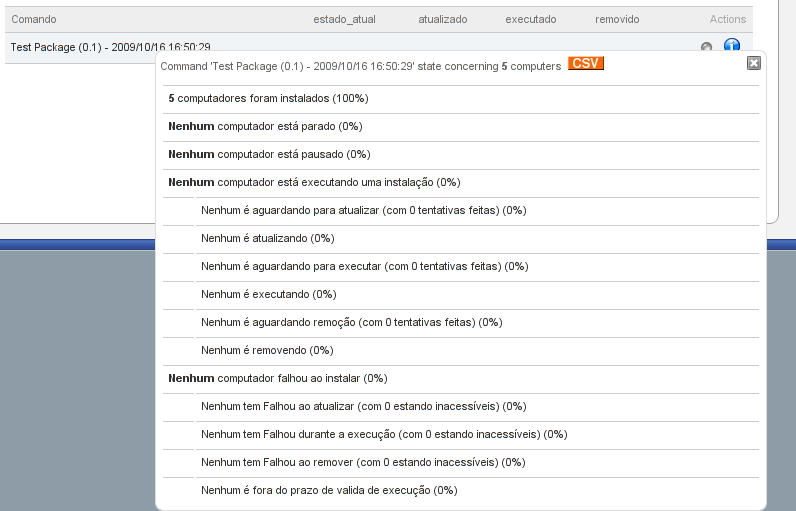 Comando estado_atual atualizado executado removido Actions
Test Package (0.1) - 2009/10/16 16:50:29
Command 'Test Package (0.1) - 2009/10/16 16:50:29' state concerning 5 computers CSV
5 computadores foram instalados (100%)
Nenhum computador está parado (0%)
Nenhum computador está pausado (0%)
Nenhum computador está executando uma instalação (0%)
Nenhum é aguardando para atualizar (com 0 tentativas feitas) (0%)
Nenhum é atualizando (0%)
Nenhum é aguardando para executar (com 0 tentativas feitas) (0%)
Nenhum é executando (0%)
Nenhum é aguardando remoção (com 0 tentativas feitas) (0%)
Nenhum é removendo (0%)
Nenhum computador falhou ao instalar (0%)
Nenhum tem Falhou ao atualizar (com 0 estando inacessíveis) (0%)
Nenhum tem Falhou durante a execução (com 0 estando inacessíveis) (0%)
Nenhum tem Falhou ao remover (com 0 estando inacessíveis) (0%)
Nenhum é fora do prazo de valida de execução (0%)